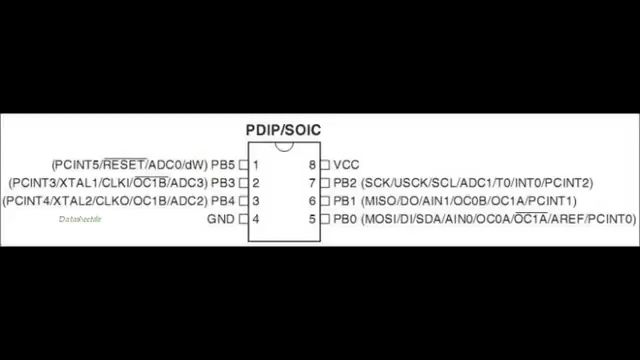 PDIP/SOIC
(PCINT5/RESET/ADC0/dW) PB5 1 8 VCC
(PCINT3/XTAL1/CLKI/OC1B/ADC3) PB3 2 7 PB2 (SCK/USCK/SCL/ADC1/T0/INT0/PCINT2)
(PCINT4/XTAL2/CLKO/OC1B/ADC2) PB4 3 6 PB1 (MISO/DO/AIN1/OC0B/OC1A/PCINT1)
GND 4 5 PB0 (MOSI/DI/SDA/AIN0/OC0A/OC1A/AREF/PCINT0)